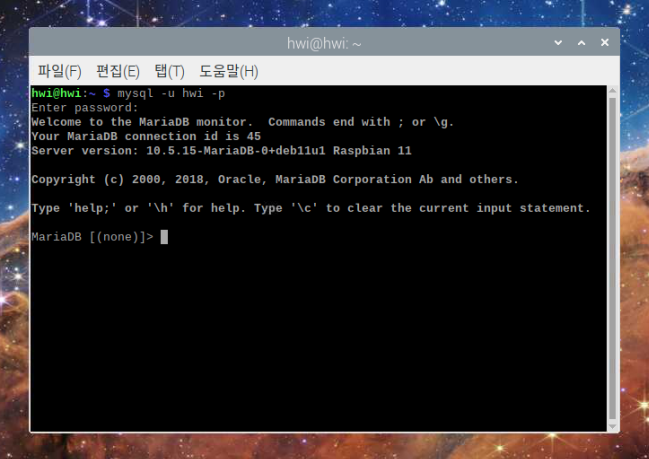 hwi@hwi: ~
파일(F) 편집(E) 탭(T) 도움말(H)
hwi@hwi:~ $ mysql -u hwi -p
Enter password:
Welcome to the MariaDB monitor.  Commands end with ; or \g.
Your MariaDB connection id is 45
Server version: 10.5.15-MariaDB-0+deb11u1 Raspbian 11
Copyright (c) 2000, 2018, Oracle, MariaDB Corporation Ab and others.
Type 'help;' or '\h' for help. Type '\c' to clear the current input statement.
MariaDB [(none)]>